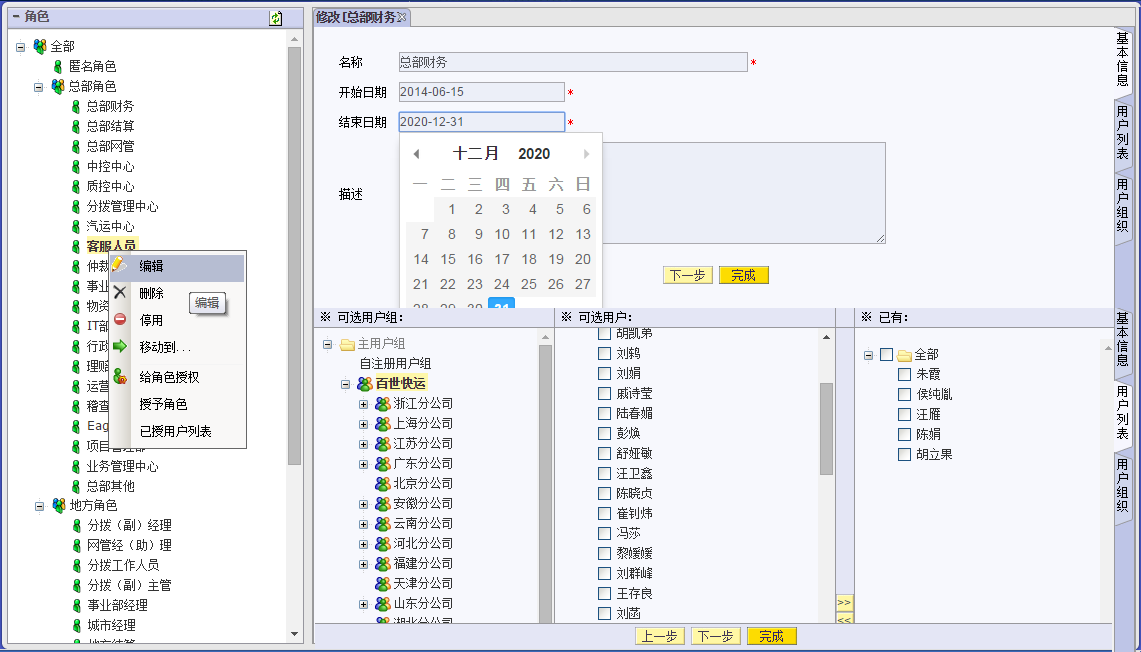 角色
全部
匿名角色
总部角色
总部财务
总部结算
总部网管
中控中心
质控中心
分拨管理中心
汽运中心
客服人员
仲裁
事业
物资
IT部
行政
理赔
运营
稽查
Eag
项目管理部
业务管理中心
总部其他
地方角色
分拨（副）经理
网管经（助）理
分拨工作人员
分拨（副）主管
事业部经理
城市经理
编辑
删除
停用
移动到...
给角色授权
授予角色
已授用户列表
编辑
修改[总部财务
名称 总部财务 *
开始日期 2014-06-15 *
结束日期 2020-12-31 *
十二月 2020
一 二 三 四 五 六 日
1 2 3 4 5 6
7 8 9 10 11 12 13
14 15 16 17 18 19 20
21 22 23 24 25 26 27
28 29 30 31
描述
下一步 完成
基本信息
用户列表
用户组织
※ 可选用户组:
主用户组
自注册用户组
百世快运
浙江分公司
上海分公司
江苏分公司
广东分公司
北京分公司
安徽分公司
云南分公司
河北分公司
福建分公司
天津分公司
山东分公司
湖北分公司
※ 可选用户:
胡凯弟
刘鹤
刘娟
戚诗莹
陆春媚
彭焕
舒娅敏
汪卫鑫
陈晓贞
崔钊炜
冯莎
黎媛媛
刘群峰
王存良
刘菡
>>
<<
※ 已有:
全部
朱霞
侯纯胤
汪雁
陈娟
胡立果
上一步 下一步 完成
基本信息
用户列表
用户组织